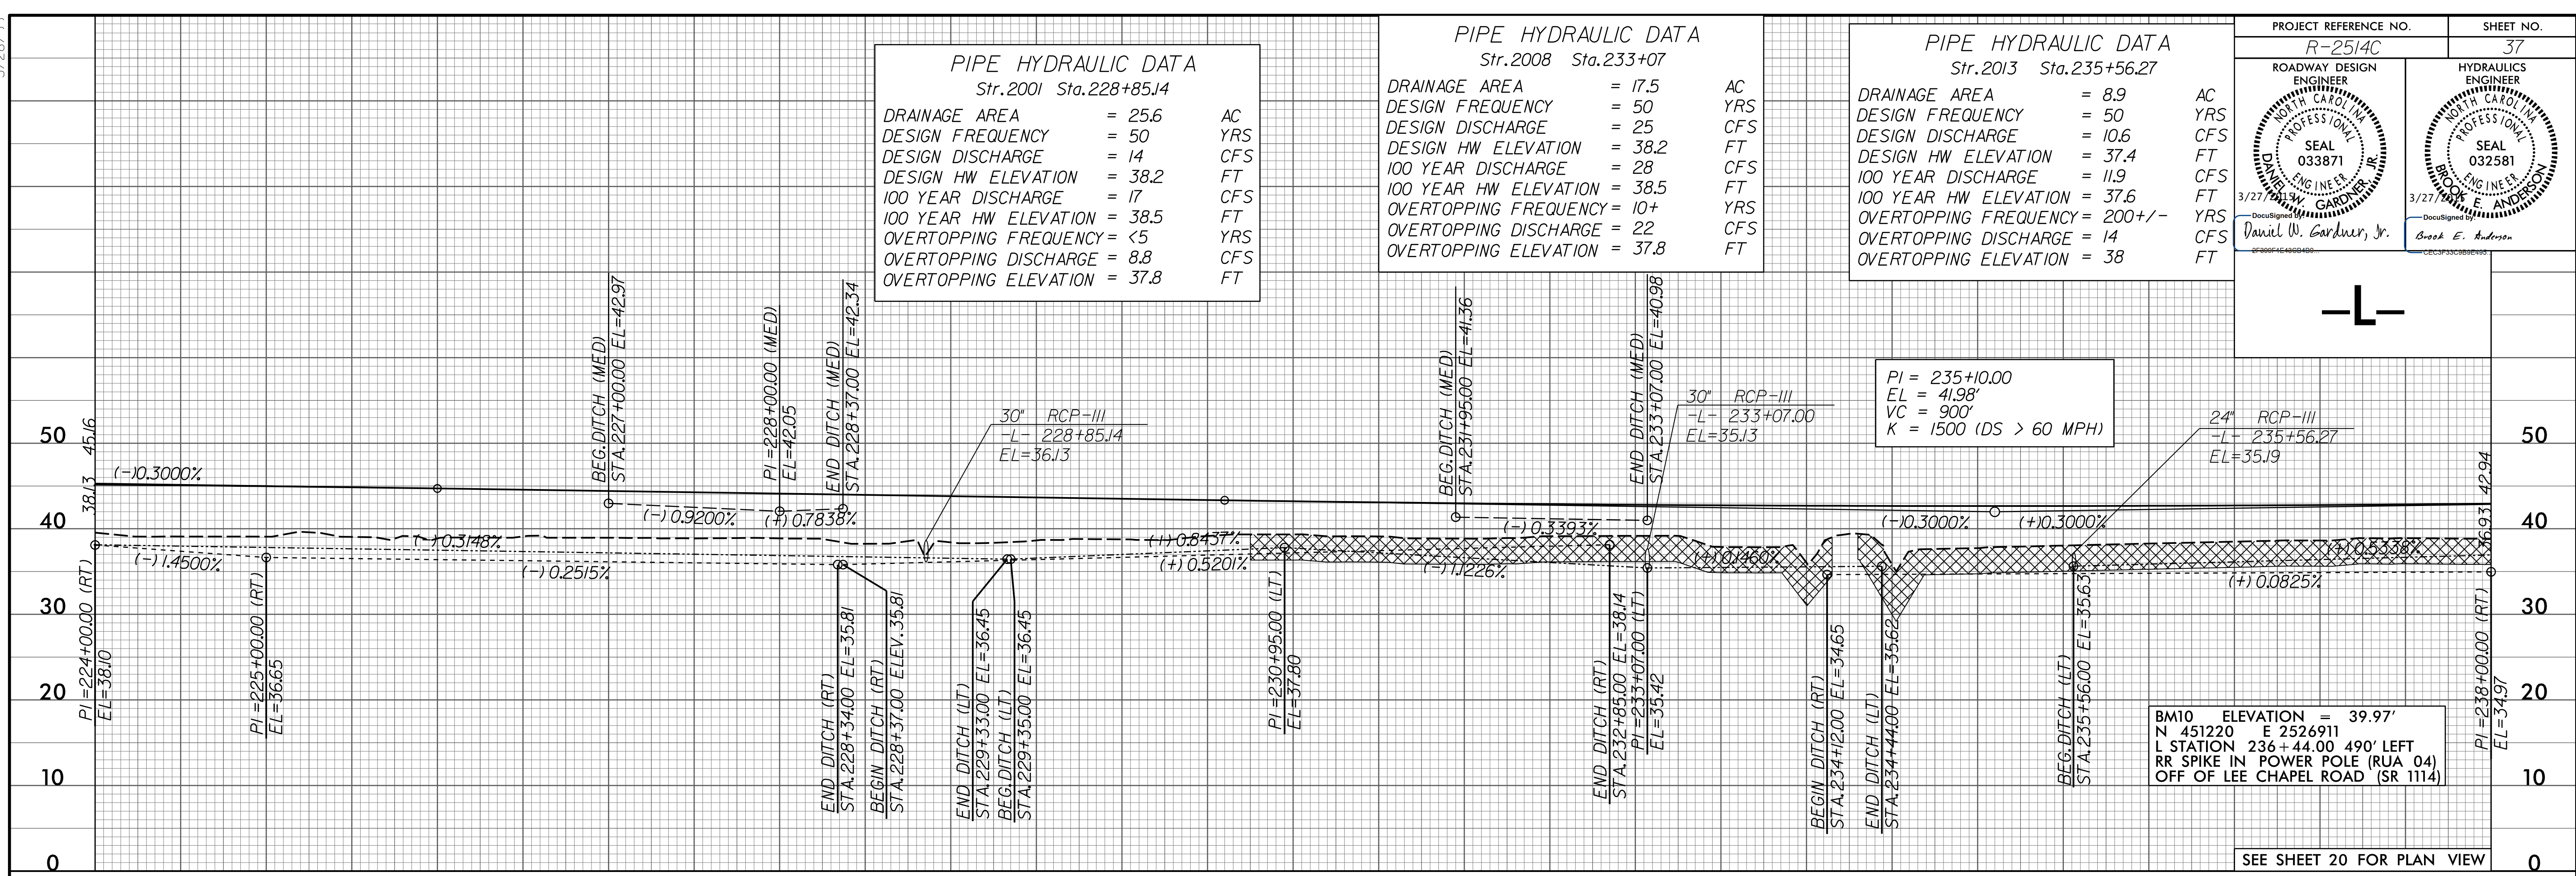 PROJECT REFERENCE NO.
SHEET NO.
R-2514C
37
ROADWAY DESIGN
ENGINEER
HYDRAULICS
ENGINEER
NORTH CAROLINA
PROFESSIONAL
SEAL
033871
ENGINEER
DANIEL W. GARDNER, JR.
NORTH CAROLINA
PROFESSIONAL
SEAL
032581
ENGINEER
BROOK E. ANDERSON
DocuSigned by:
Daniel W. Gardner, Jr.
DocuSigned by:
Brook E. Anderson
-L-
PIPE HYDRAULIC DATA
Str.2001 Sta.228+85.14
DRAINAGE AREA = 25.6 AC
DESIGN FREQUENCY = 50 YRS
DESIGN DISCHARGE = 14 CFS
DESIGN HW ELEVATION = 38.2 FT
100 YEAR DISCHARGE = 17 CFS
100 YEAR HW ELEVATION = 38.5 FT
OVERTOPPING FREQUENCY = <5 YRS
OVERTOPPING DISCHARGE = 8.8 CFS
OVERTOPPING ELEVATION = 37.8 FT
PIPE HYDRAULIC DATA
Str.2008 Sta.233+07
DRAINAGE AREA = 17.5 AC
DESIGN FREQUENCY = 50 YRS
DESIGN DISCHARGE = 25 CFS
DESIGN HW ELEVATION = 38.2 FT
100 YEAR DISCHARGE = 28 CFS
100 YEAR HW ELEVATION = 38.5 FT
OVERTOPPING FREQUENCY = 10+ YRS
OVERTOPPING DISCHARGE = 22 CFS
OVERTOPPING ELEVATION = 37.8 FT
PIPE HYDRAULIC DATA
Str.2013 Sta.235+56.27
DRAINAGE AREA = 8.9 AC
DESIGN FREQUENCY = 50 YRS
DESIGN DISCHARGE = 10.6 CFS
DESIGN HW ELEVATION = 37.4 FT
100 YEAR DISCHARGE = 11.9 CFS
100 YEAR HW ELEVATION = 37.6 FT
OVERTOPPING FREQUENCY = 200+/- YRS
OVERTOPPING DISCHARGE = 14 CFS
OVERTOPPING ELEVATION = 38 FT
BEG.DITCH (MED)
STA.227+00.00 EL=42.97
PI=228+00.00 (MED)
EL=42.05
END DITCH (MED)
STA.228+37.00 EL=42.34
30" RCP-III
-L- 228+85.14
EL=36.13
BEG.DITCH (MED)
STA.231+95.00 EL=41.36
END DITCH (MED)
STA.233+07.00 EL=40.98
30" RCP-III
-L- 233+07.00
EL=35.13
PI = 235+10.00
EL = 41.98'
VC = 900'
K = 1500 (DS > 60 MPH)
24" RCP-III
-L- 235+56.27
EL=35.19
50
40
30
20
10
0
50
40
30
20
10
0
38.13 45.16
36.93 42.94
(-)0.3000%
(-)0.9200%
(+)0.7838%
(-)0.3393%
(-)0.3000%
(+)0.3000%
(-)0.3148%
(+)0.8437%
(-)1.4500%
(-)0.2515%
(+)0.5201%
(-)1.1226%
(+)0.1460%
(+)0.5338%
(+)0.0825%
PI=224+00.00 (RT)
EL=38.10
PI=225+00.00 (RT)
EL=36.65
END DITCH (RT)
STA.228+34.00 EL=35.81
BEGIN DITCH (RT)
STA.228+37.00 ELEV.35.81
END DITCH (LT)
STA.229+33.00 EL=36.45
BEG.DITCH (LT)
STA.229+35.00 EL=36.45
PI=230+95.00 (LT)
EL=37.80
END DITCH (RT)
STA.232+85.00 EL=38.14
PI=233+07.00 (LT)
EL=35.42
BEGIN DITCH (RT)
STA.234+12.00 EL=34.65
END DITCH (LT)
STA.234+44.00 EL=35.62
BEG.DITCH (LT)
STA.235+56.00 EL=35.63
PI=238+00.00 (RT)
EL=34.97
BM10 ELEVATION = 39.97'
N 451220 E 2526911
L STATION 236+44.00 490' LEFT
RR SPIKE IN POWER POLE (RUA 04)
OFF OF LEE CHAPEL ROAD (SR 1114)
SEE SHEET 20 FOR PLAN VIEW